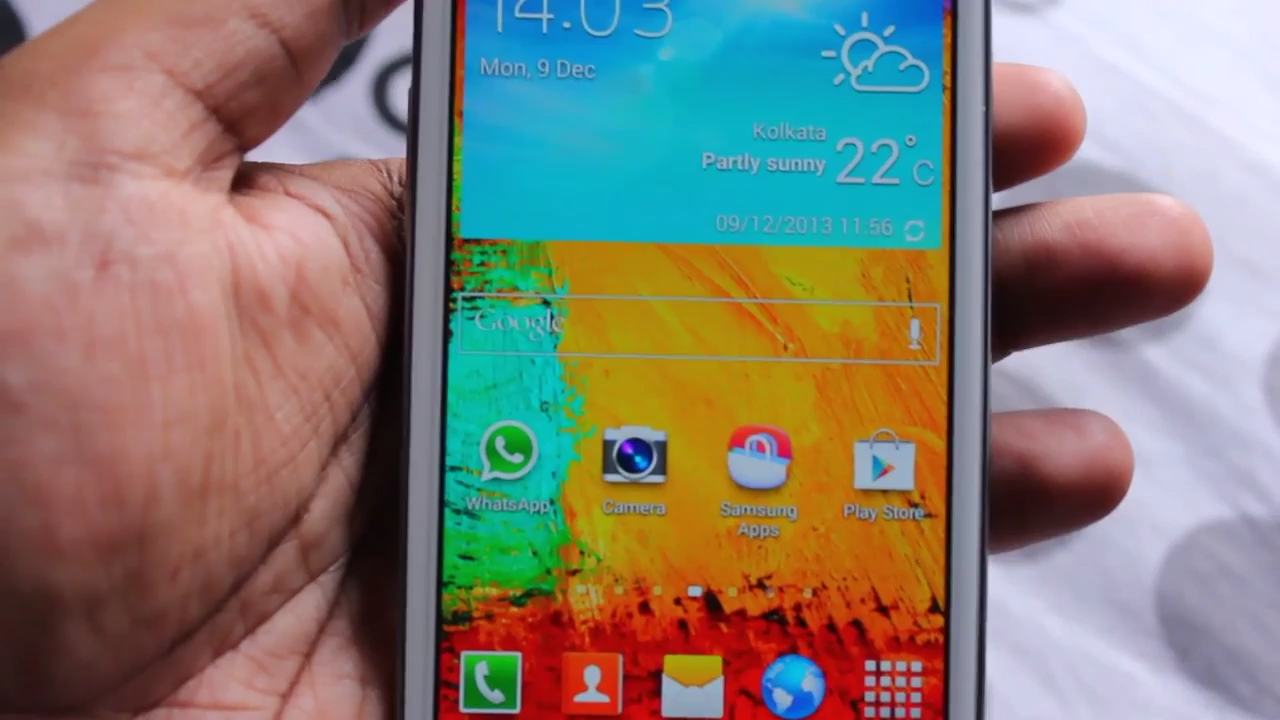 14:03
Mon, 9 Dec
Kolkata
Partly sunny 22°C
09/12/2013 11:56
Google
WhatsApp Camera Samsung Apps Play Store